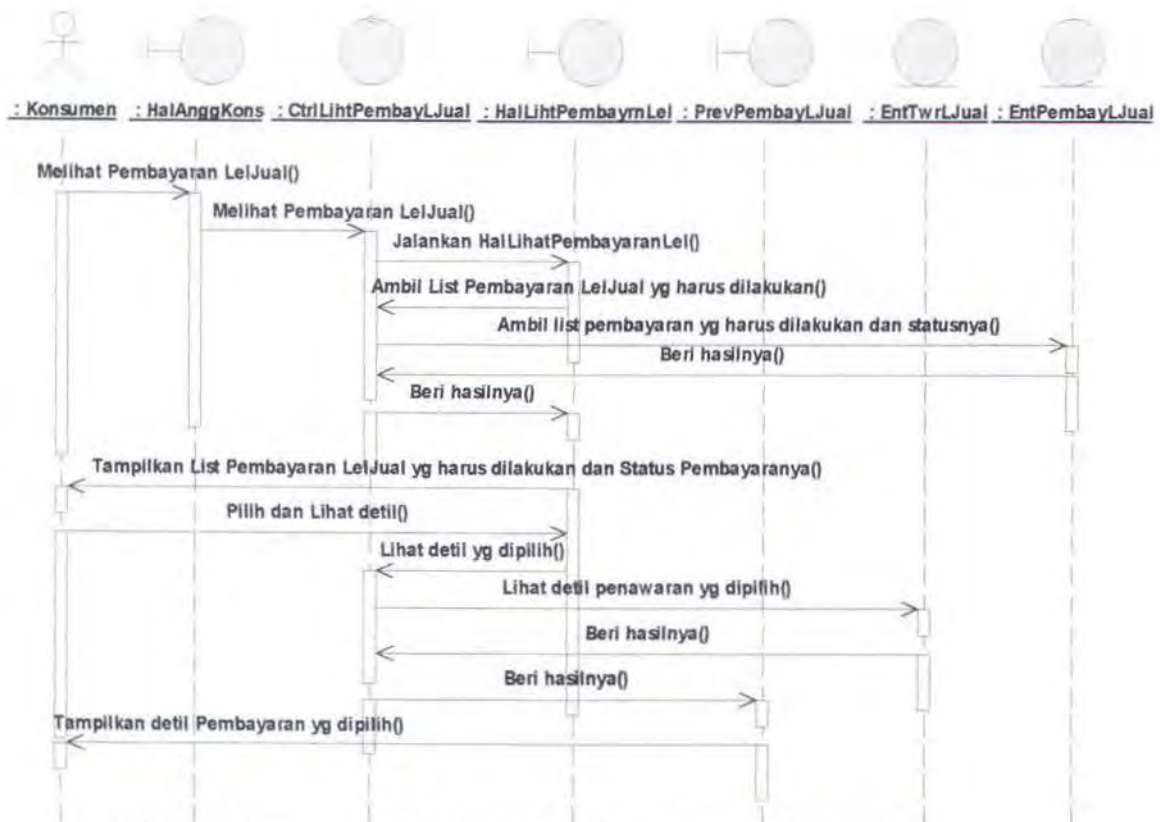 : Konsumen : HalAnggKons : CtrlLihtPembayLJual : HalLihtPembayrnLel : PrevPembayLJual : EntTwrLJual : EntPembayLJual
Melihat Pembayaran LelJual()
Melihat Pembayaran LelJual()
Jalankan HalLihatPembayaranLel()
Ambil List Pembayaran LelJual yg harus dilakukan()
Ambil list pembayaran yg harus dilakukan dan statusnya()
Beri hasilnya()
Beri hasilnya()
Tampilkan List Pembayaran LelJual yg harus dilakukan dan Status Pembayaranya()
Pilih dan Lihat detil()
Lihat detil yg dipilih()
Lihat detil penawaran yg dipilih()
Beri hasilnya()
Beri hasilnya()
Tampilkan detil Pembayaran yg dipilih()